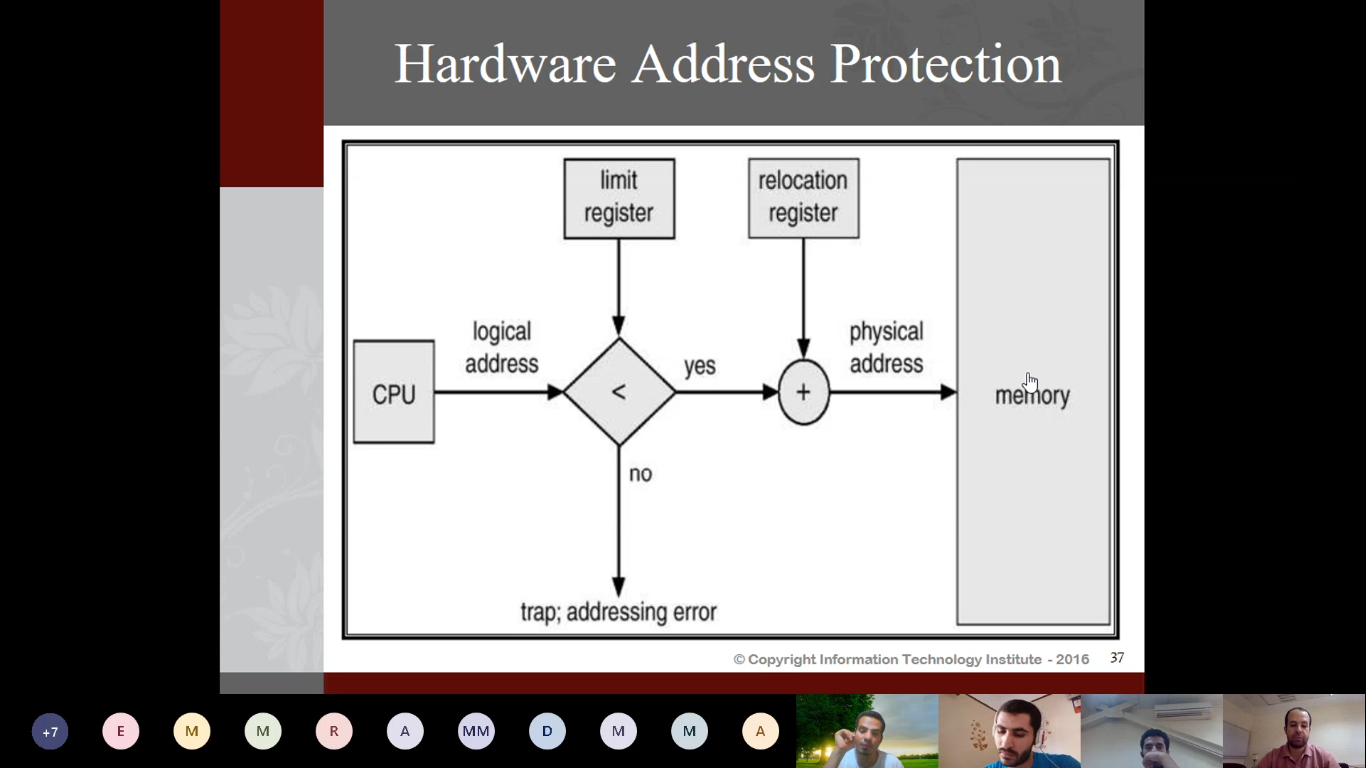 Hardware Address Protection
limit
register
relocation
register
logical
address
physical
address
CPU
<
yes
+
memory
no
trap; addressing error
© Copyright Information Technology Institute - 2016
37
+7
E
M
M
R
A
MM
D
M
M
A